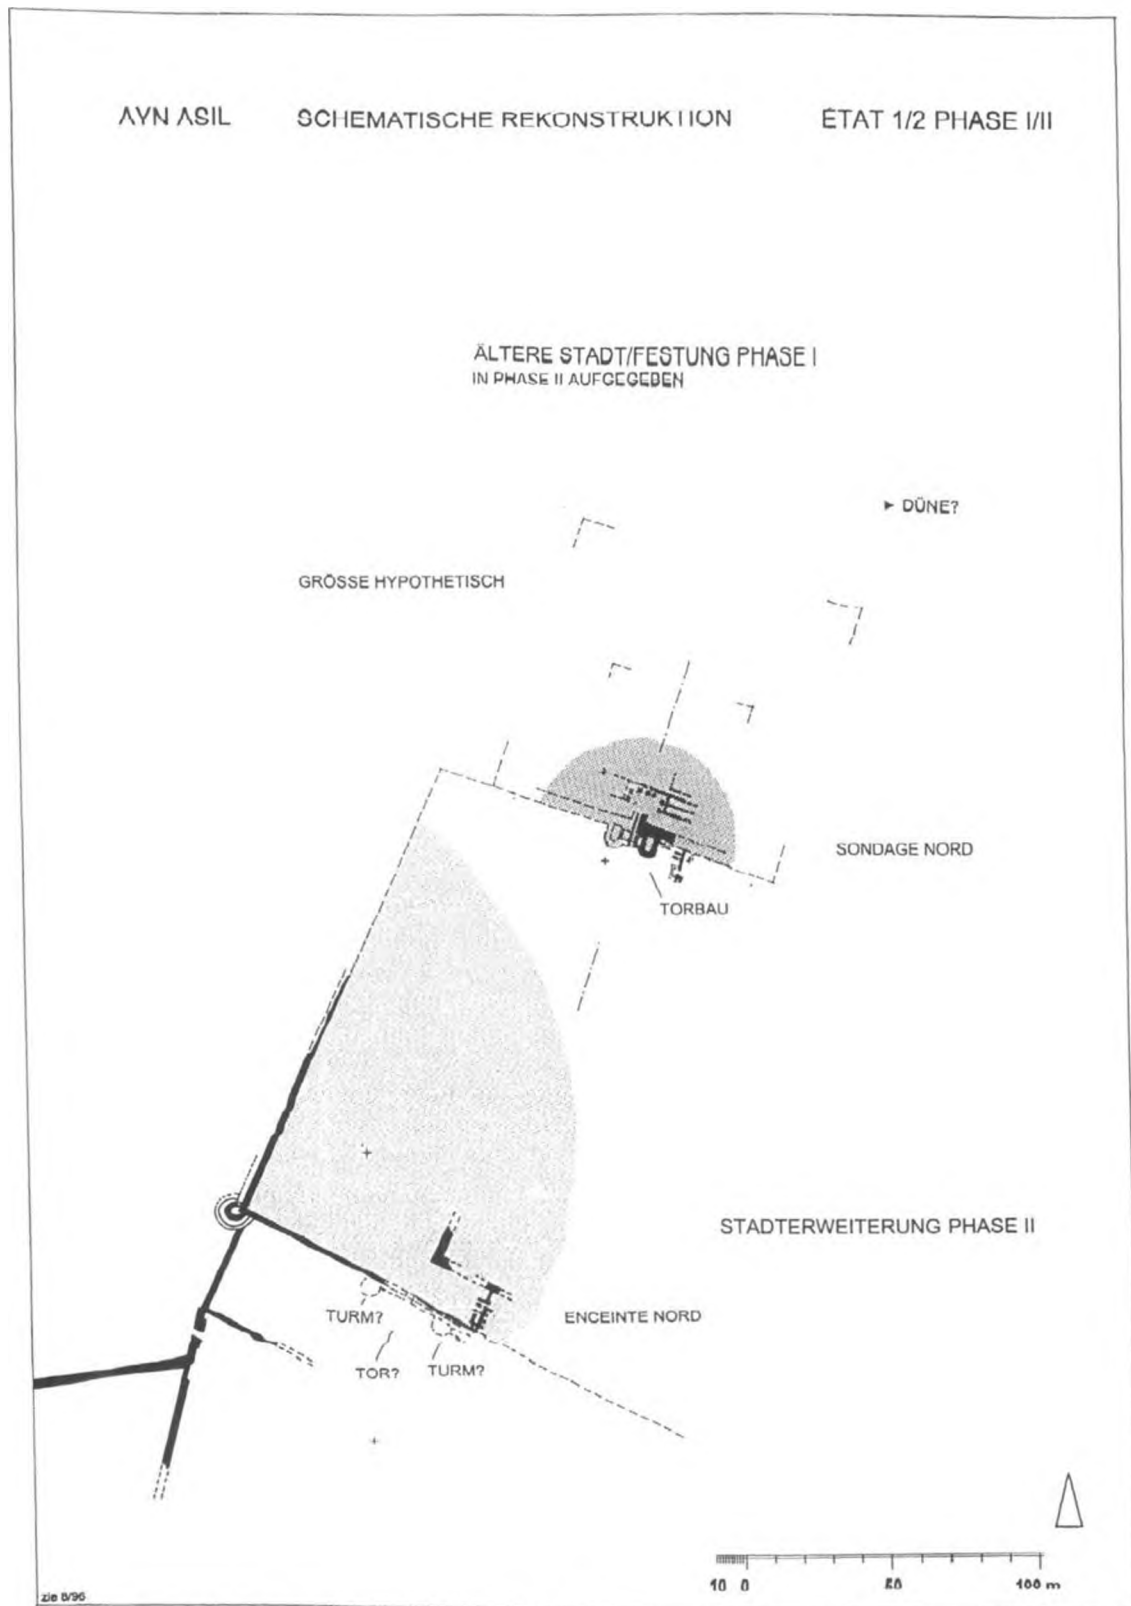 AYN ASIL SCHEMATISCHE REKONSTRUKTION ÉTAT 1/2 PHASE I/II
ÄLTERE STADT/FESTUNG PHASE I
IN PHASE II AUFGEGEBEN
DÜNE?
GRÖSSE HYPOTHETISCH
SONDAGE NORD
TORBAU
STADTERWEITERUNG PHASE II
TURM?
ENCEINTE NORD
TOR?
TURM?
10 0 50 100 m
zie 8/96